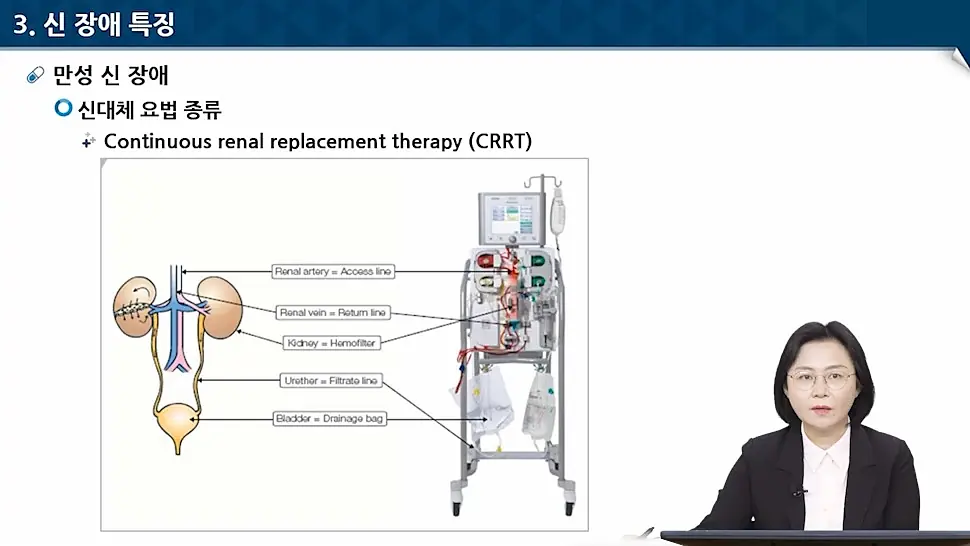 3. 신 장애 특징
만성 신 장애
신대체 요법 종류
Continuous renal replacement therapy (CRRT)
Renal artery = Access line
Renal vein = Return line
Kidney = Hemofilter
Urether = Filtrate line
Bladder = Drainage bag